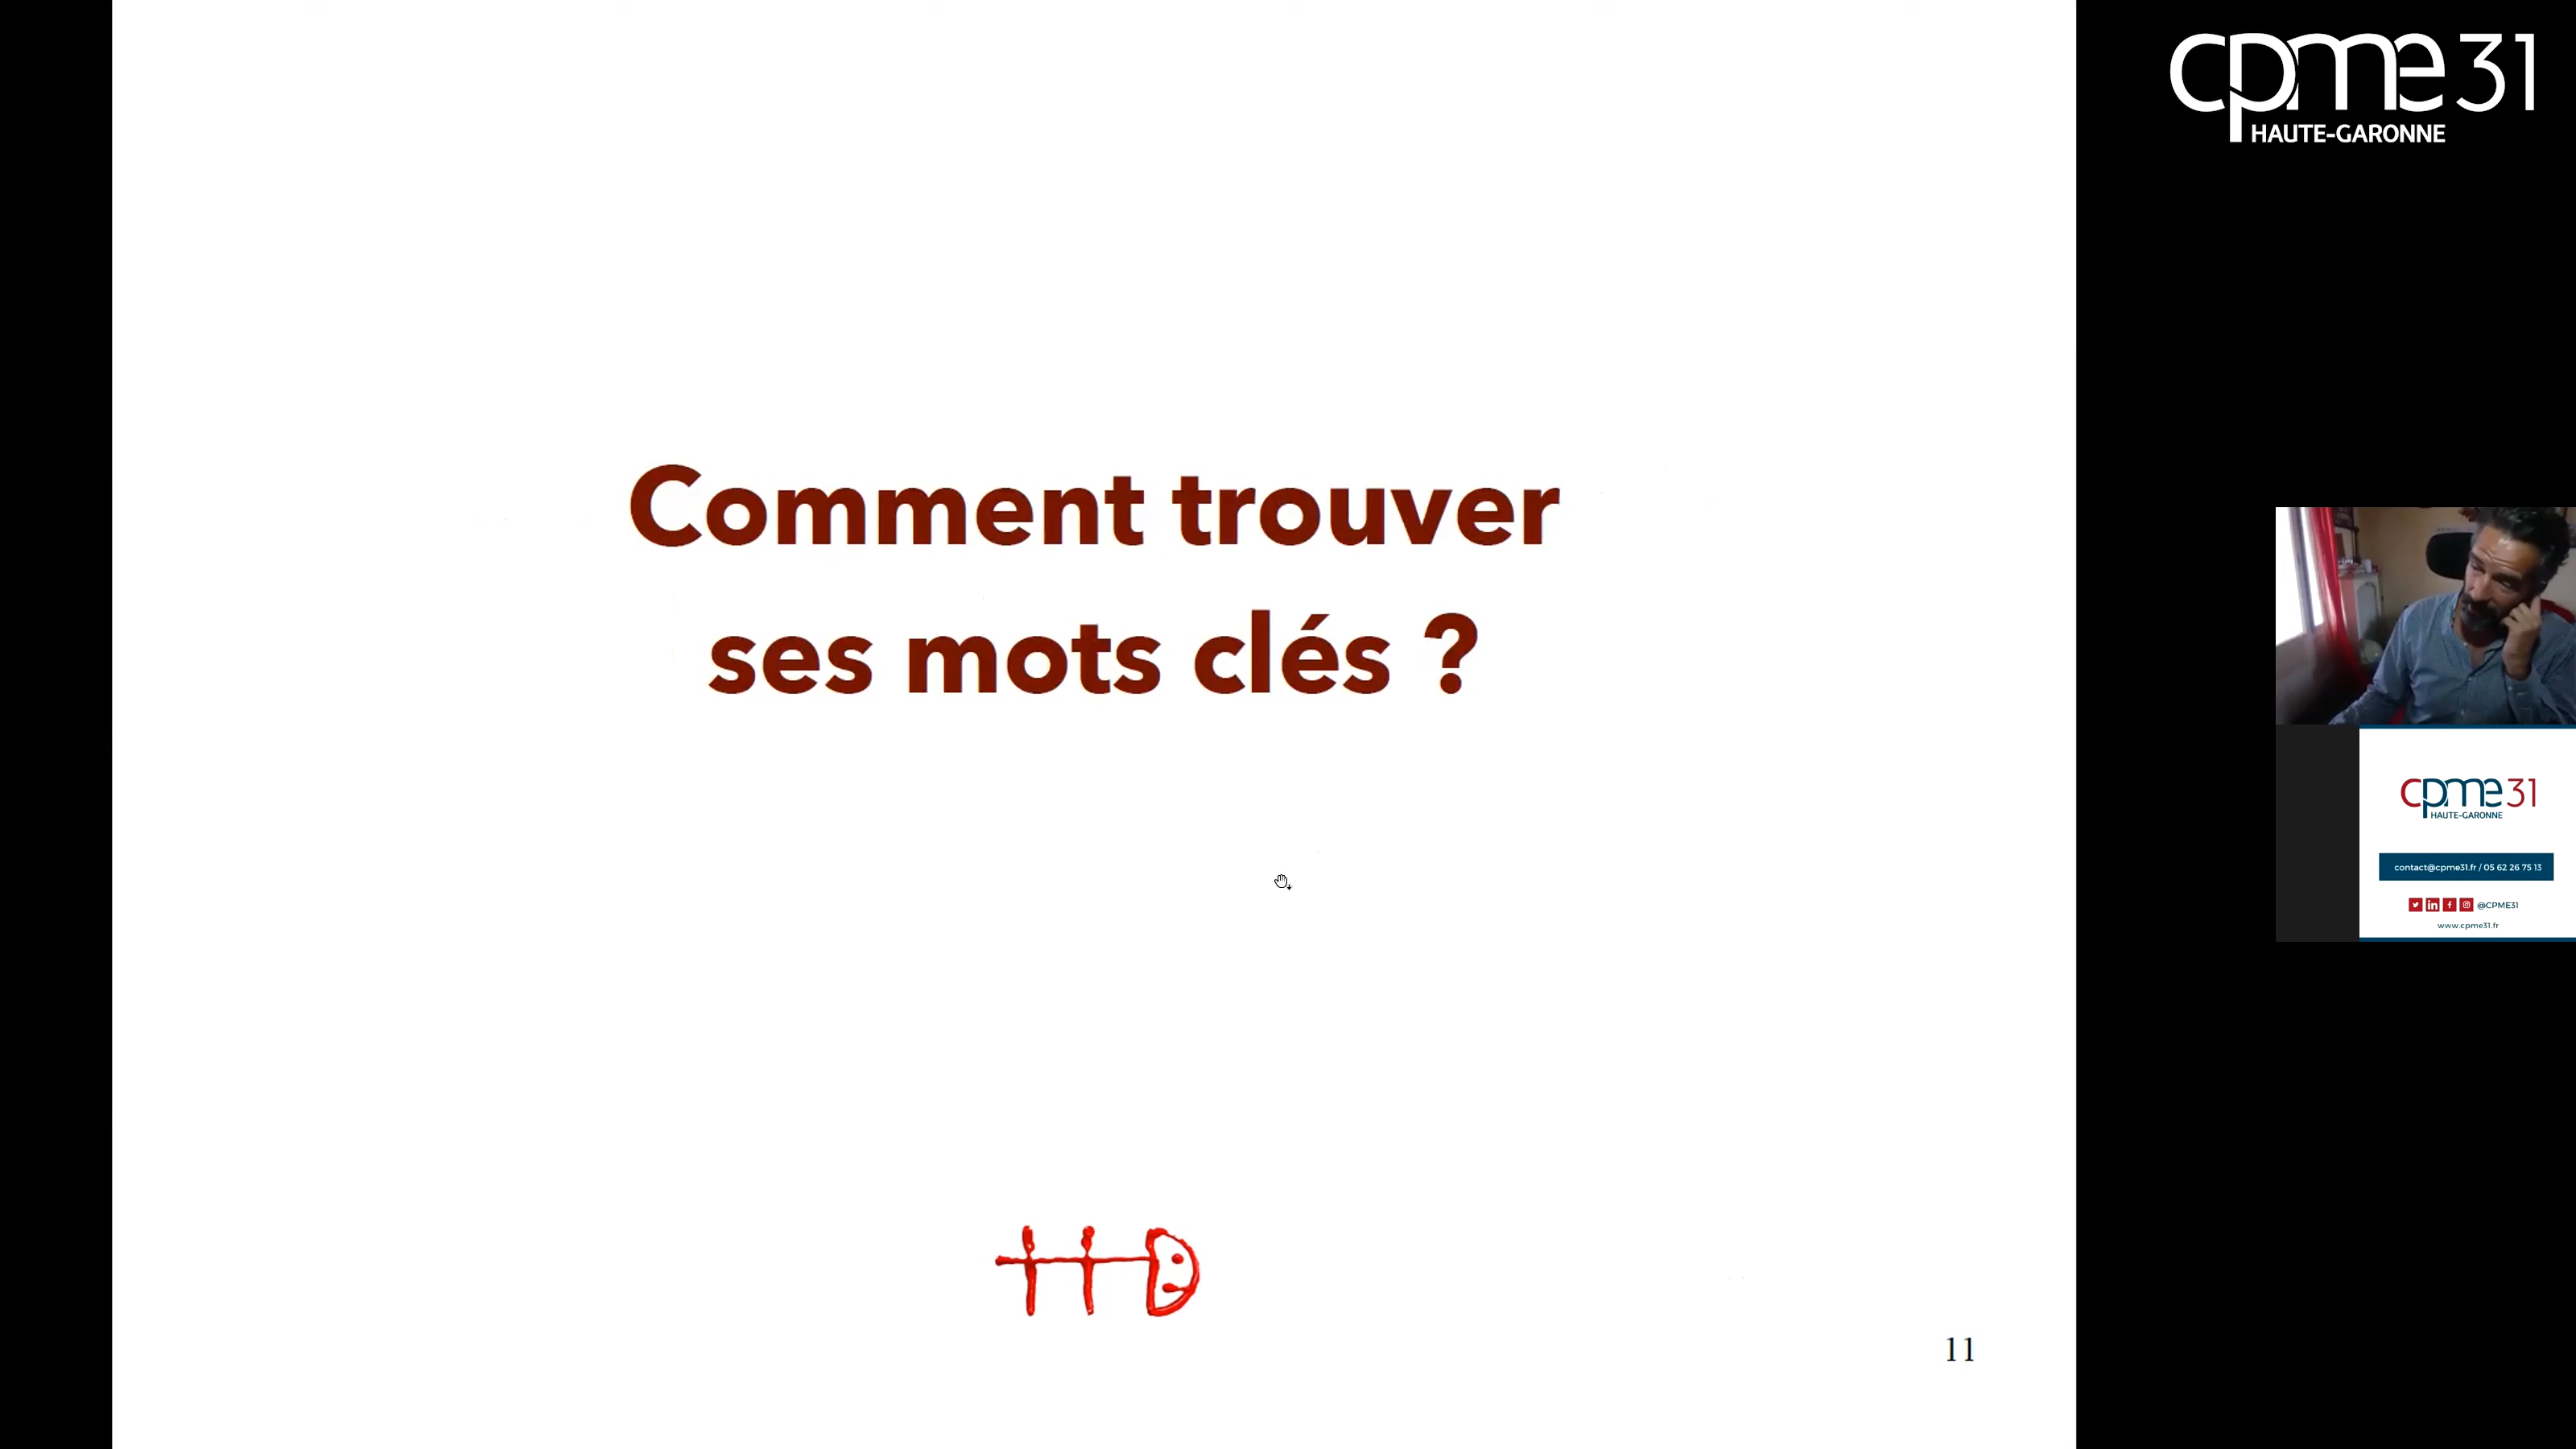 cpme31
HAUTE-GARONNE
Comment trouver
ses mots clés ?
11
cpme31
HAUTE-GARONNE
contact@cpme31.fr / 05 62 26 75 13
@CPME31
www.cpme31.fr